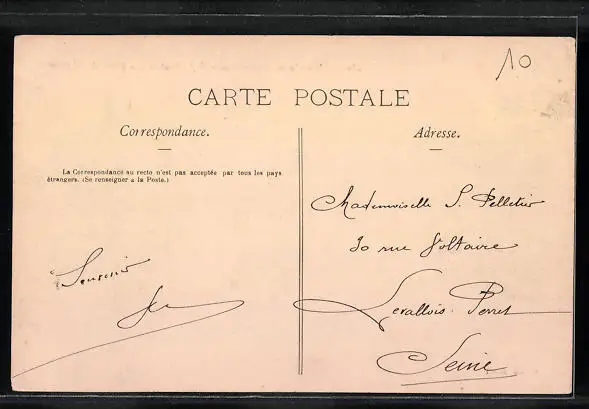 10
CARTE POSTALE
Correspondance.
Adresse.
La Correspondance au recto n'est pas acceptée par tous les pays
étrangers. (Se renseigner à la Poste.)
Mademoiselle S. Pelletier
30 rue Voltaire
Levallois-Perret
Seine
Souvenir